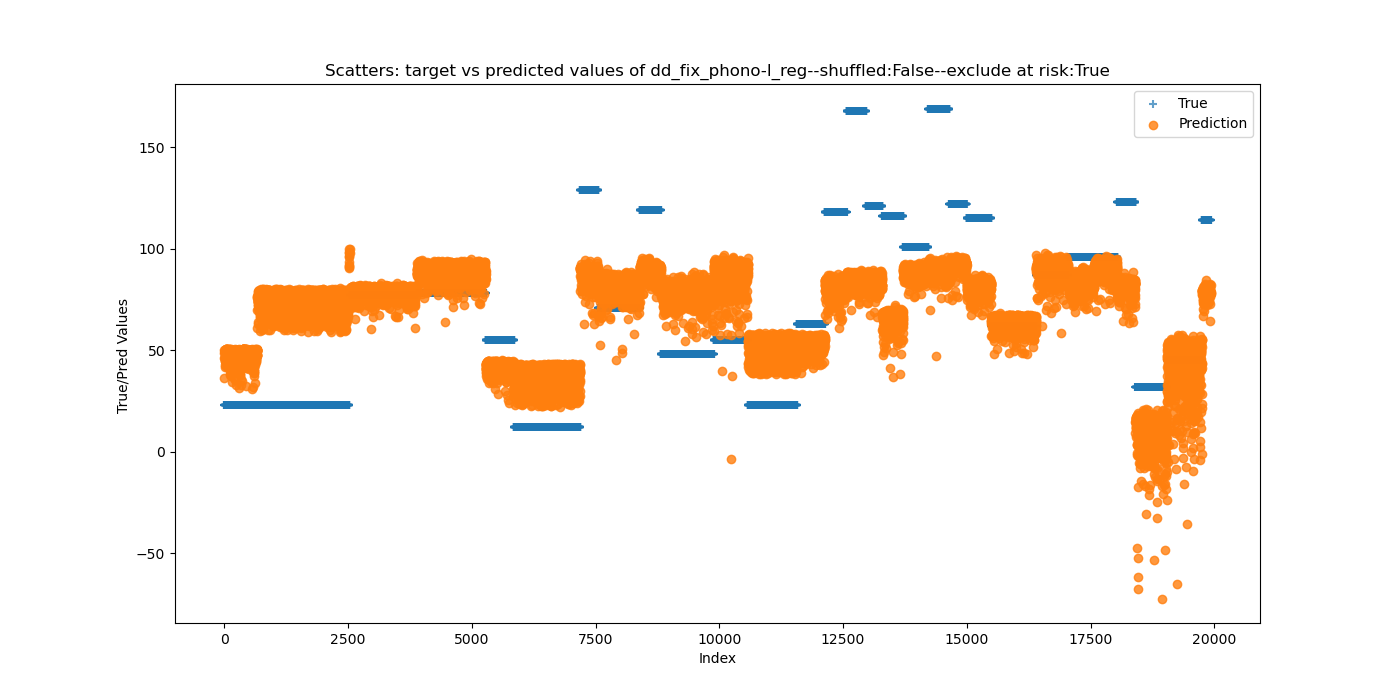 Scatters: target vs predicted values of dd_fix_phono-l_reg--shuffled:False--exclude at risk:True
True
Prediction
150
100
50
0
−50
True/Pred Values
0 2500 5000 7500 10000 12500 15000 17500 20000
Index